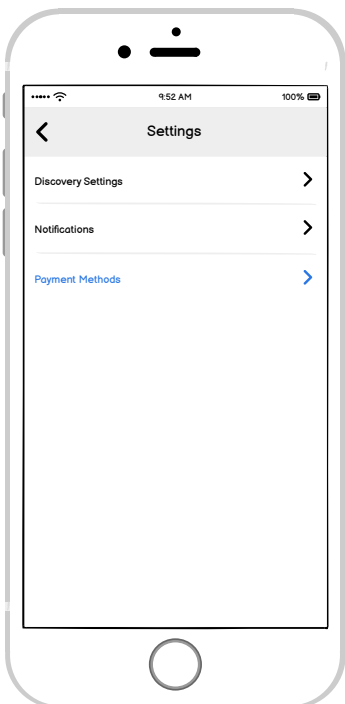 9:52 AM 100%
Settings
Discovery Settings
Notifications
Payment Methods